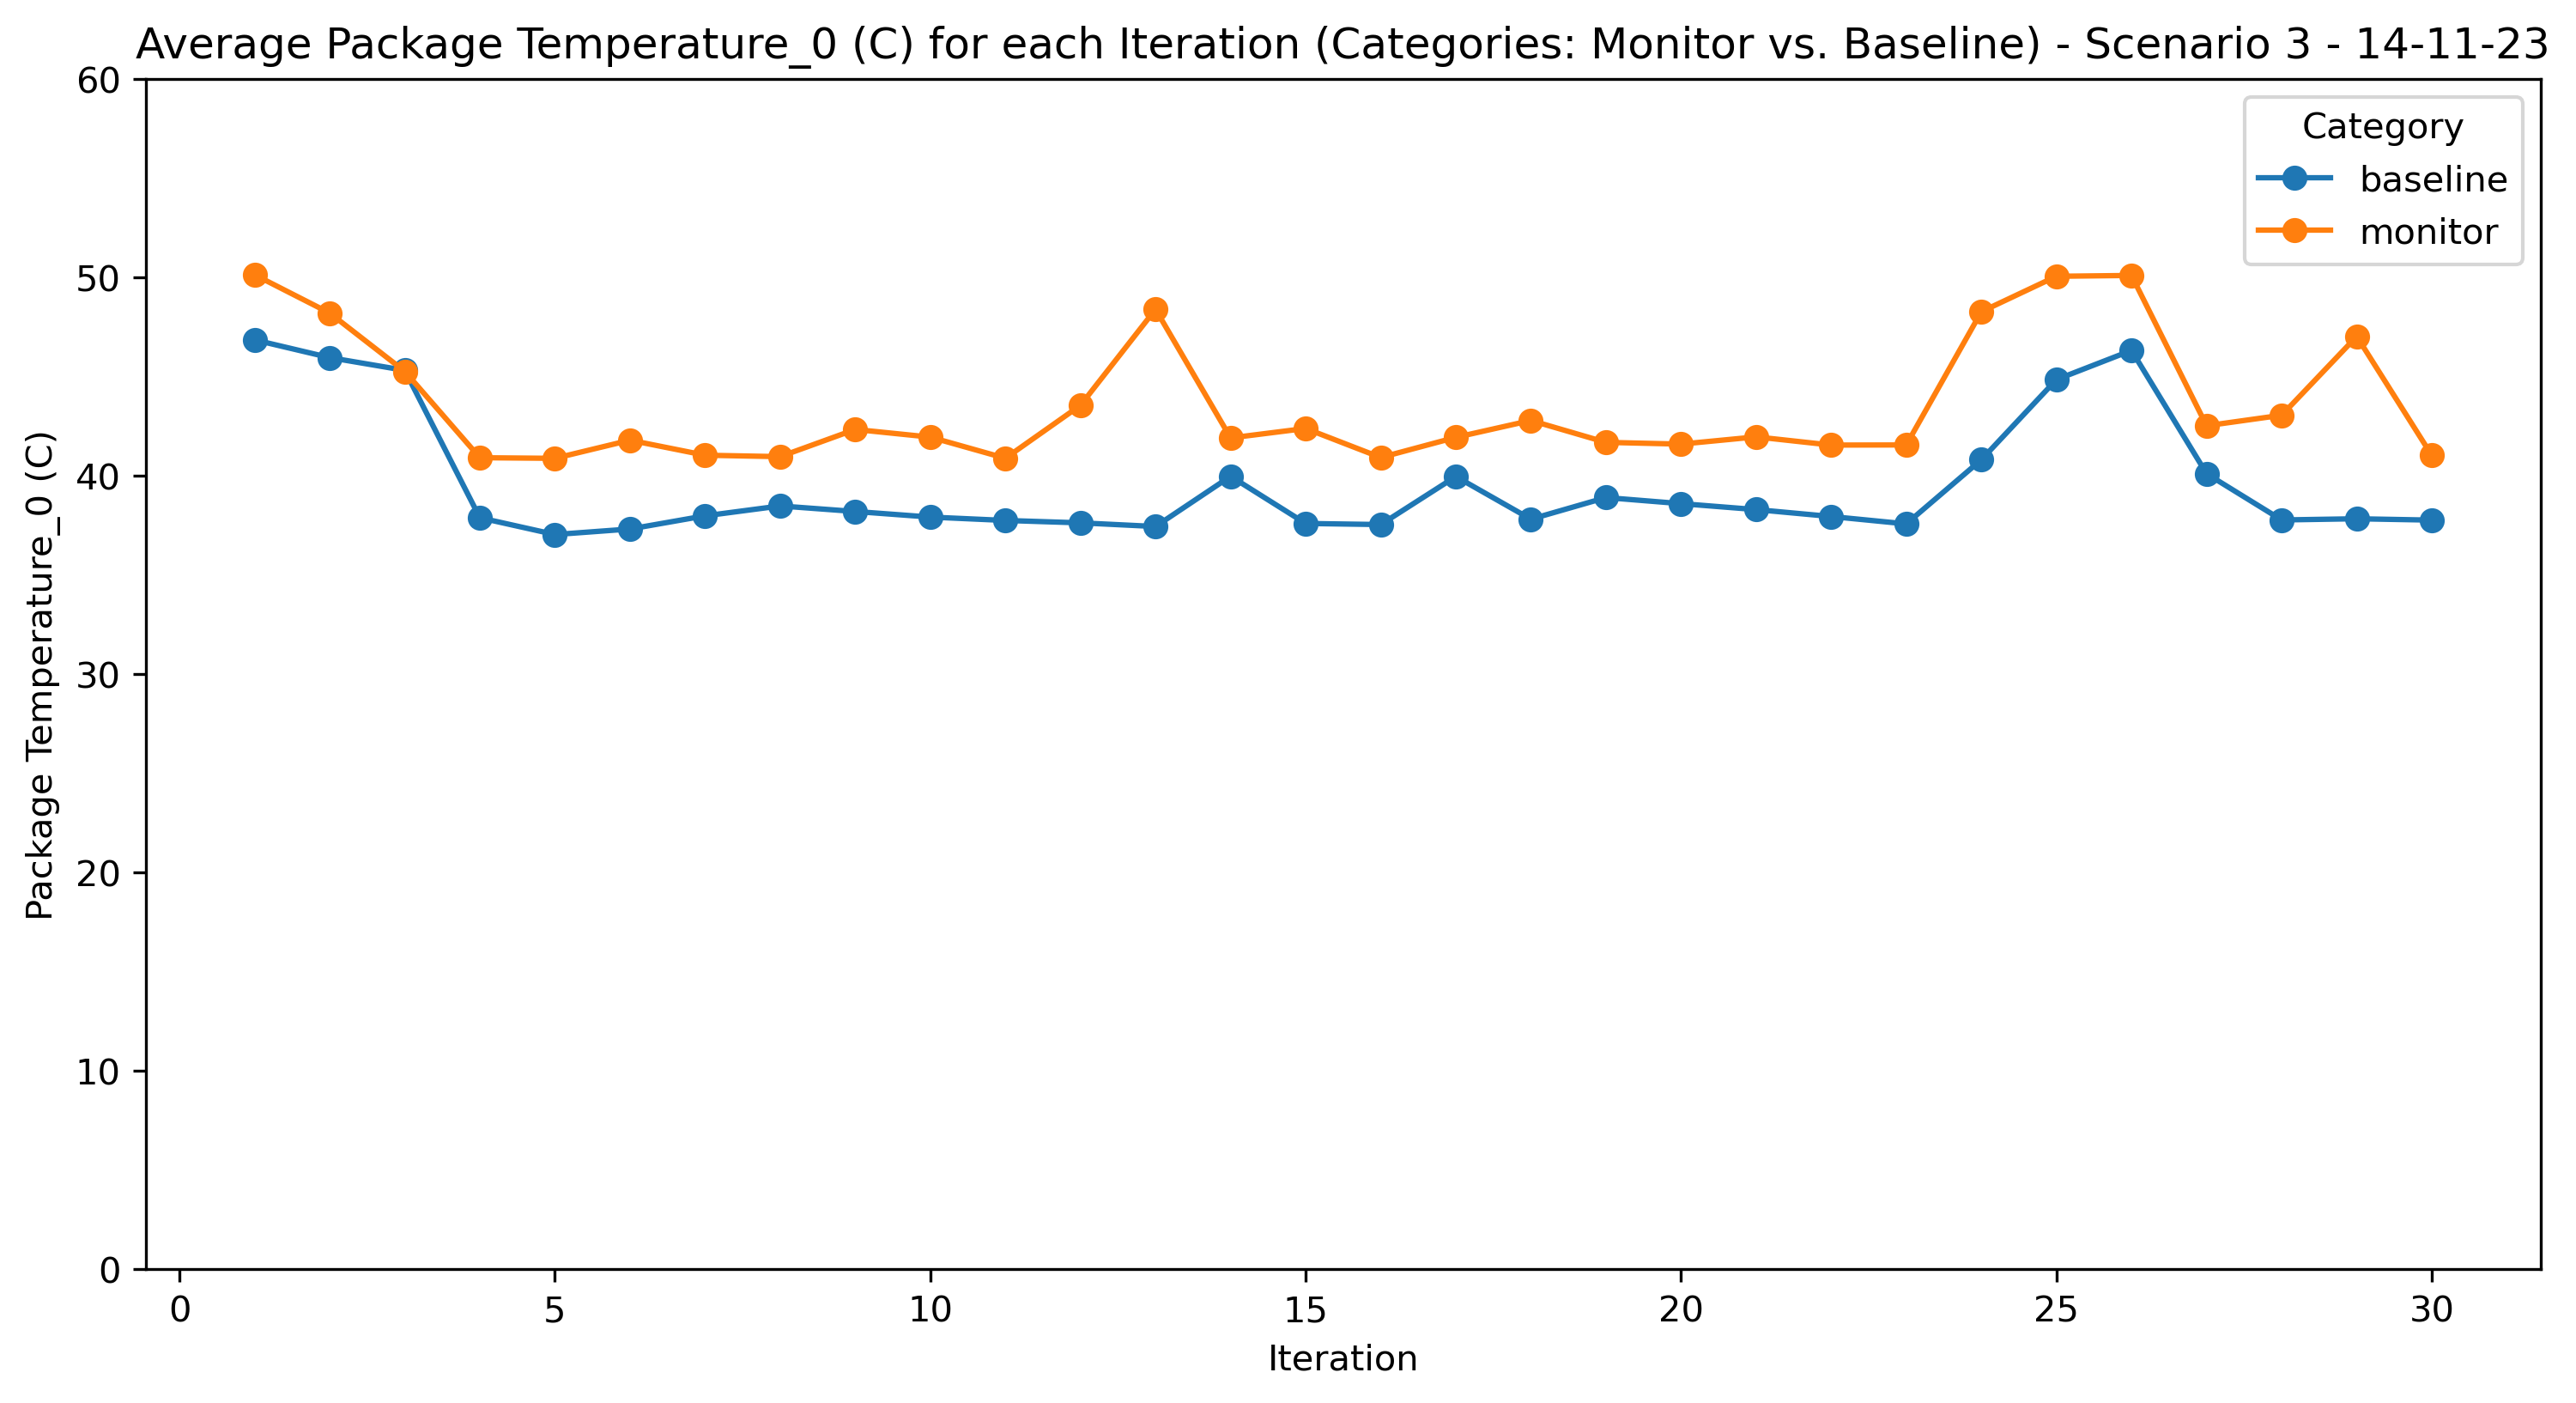 Average Package Temperature_0 (C) for each Iteration (Categories: Monitor vs. Baseline) - Scenario 3 - 14-11-23
Category
baseline
monitor
Package Temperature_0 (C)
60
50
40
30
20
10
0
0 5 10 15 20 25 30
Iteration